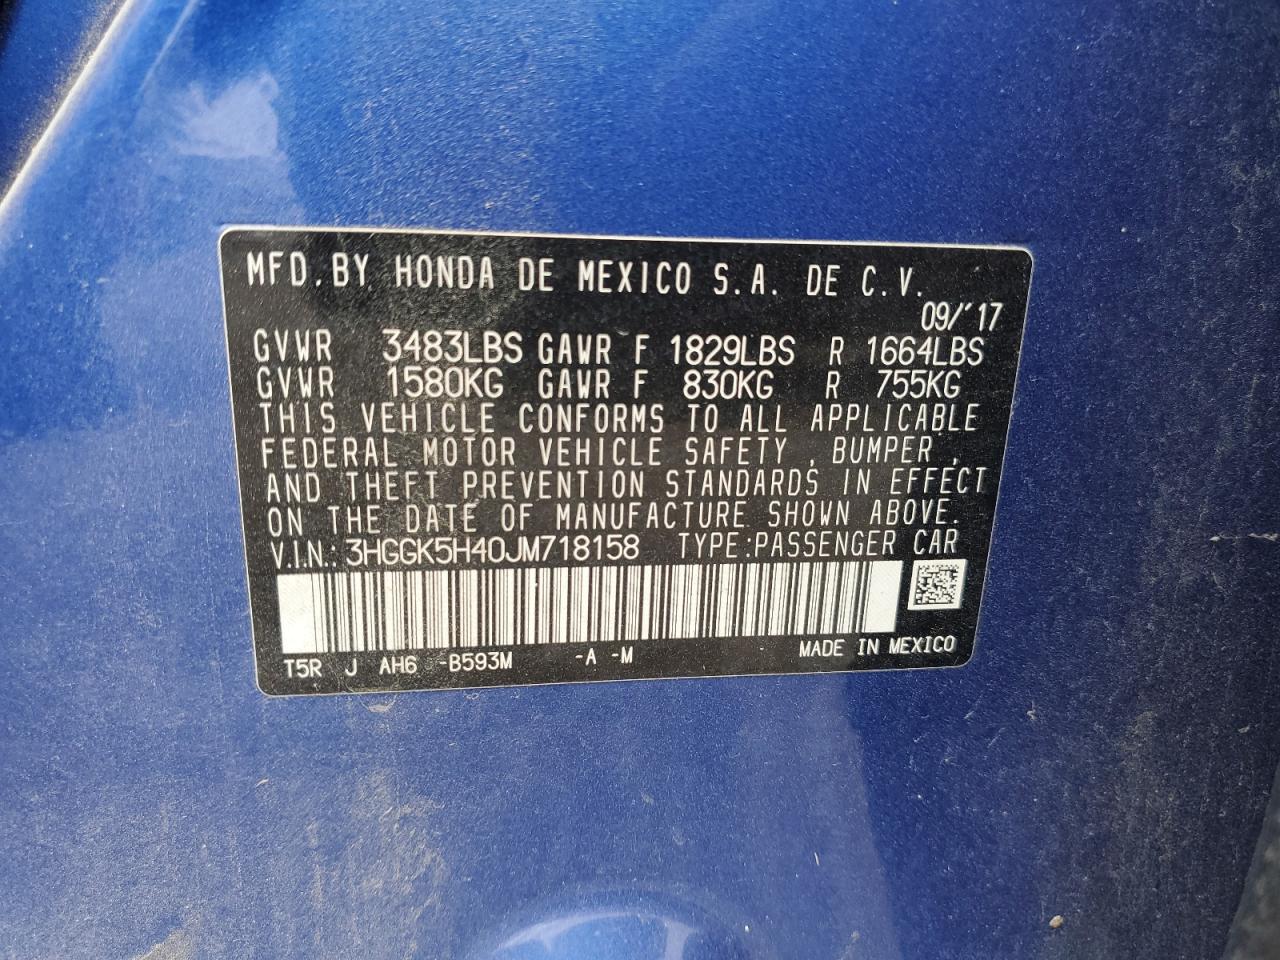 MFD. BY HONDA DE MEXICO S.A. DE C.V.
09/'17
GVWR 3483LBS GAWR F 1829LBS R 1664LBS
GVWR 1580KG GAWR F 830KG R 755KG
THIS VEHICLE CONFORMS TO ALL APPLICABLE
FEDERAL MOTOR VEHICLE SAFETY, BUMPER,
AND THEFT PREVENTION STANDARDS IN EFFECT
ON THE DATE OF MANUFACTURE SHOWN ABOVE.
V.I.N.: 3HGGK5H40JM718158 TYPE:PASSENGER CAR
T5R J AH6 -B593M -A -M - MADE IN MEXICO